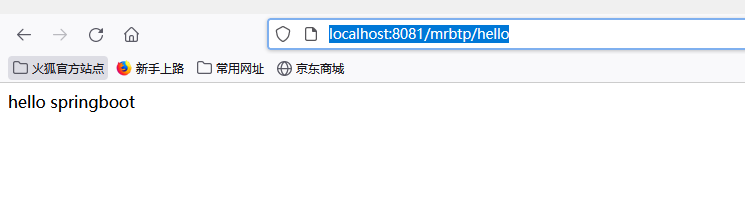 localhost:8081/mrbtp/hello
火狐官方站点 新手上路 常用网址 京东商城
hello springboot